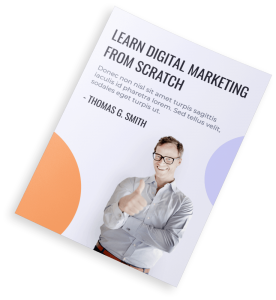 LEARN DIGITAL MARKETING
FROM SCRATCH
Donec non nisl sit amet turpis sagittis
iaculis id pharetra lorem. Sed tellus velit,
sodales eget turpis ut.
- THOMAS G. SMITH